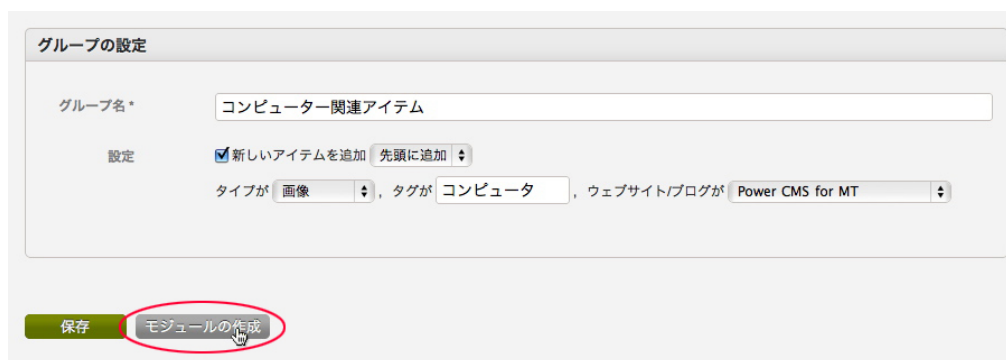 グループの設定
グループ名*
コンピューター関連アイテム
設定
新しいアイテムを追加 先頭に追加
タイプが 画像 , タグが コンピュータ , ウェブサイト/ブログが Power CMS for MT
保存 モジュールの作成